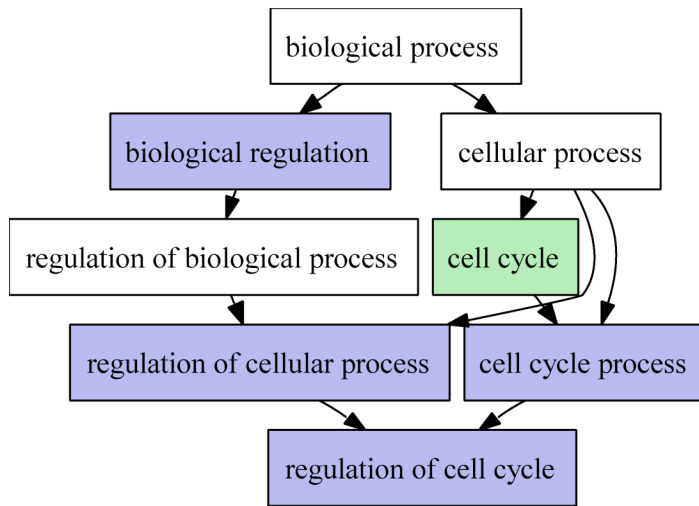 biological process
biological regulation
cellular process
regulation of biological process
cell cycle
regulation of cellular process
cell cycle process
regulation of cell cycle